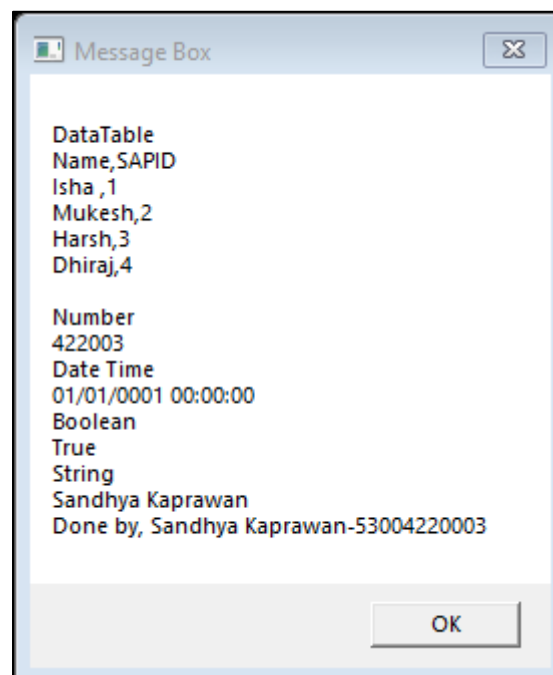 Message Box
DataTable
Name,SAPID
Isha ,1
Mukesh,2
Harsh,3
Dhiraj,4
Number
422003
Date Time
01/01/0001 00:00:00
Boolean
True
String
Sandhya Kaprawan
Done by, Sandhya Kaprawan-53004220003
OK